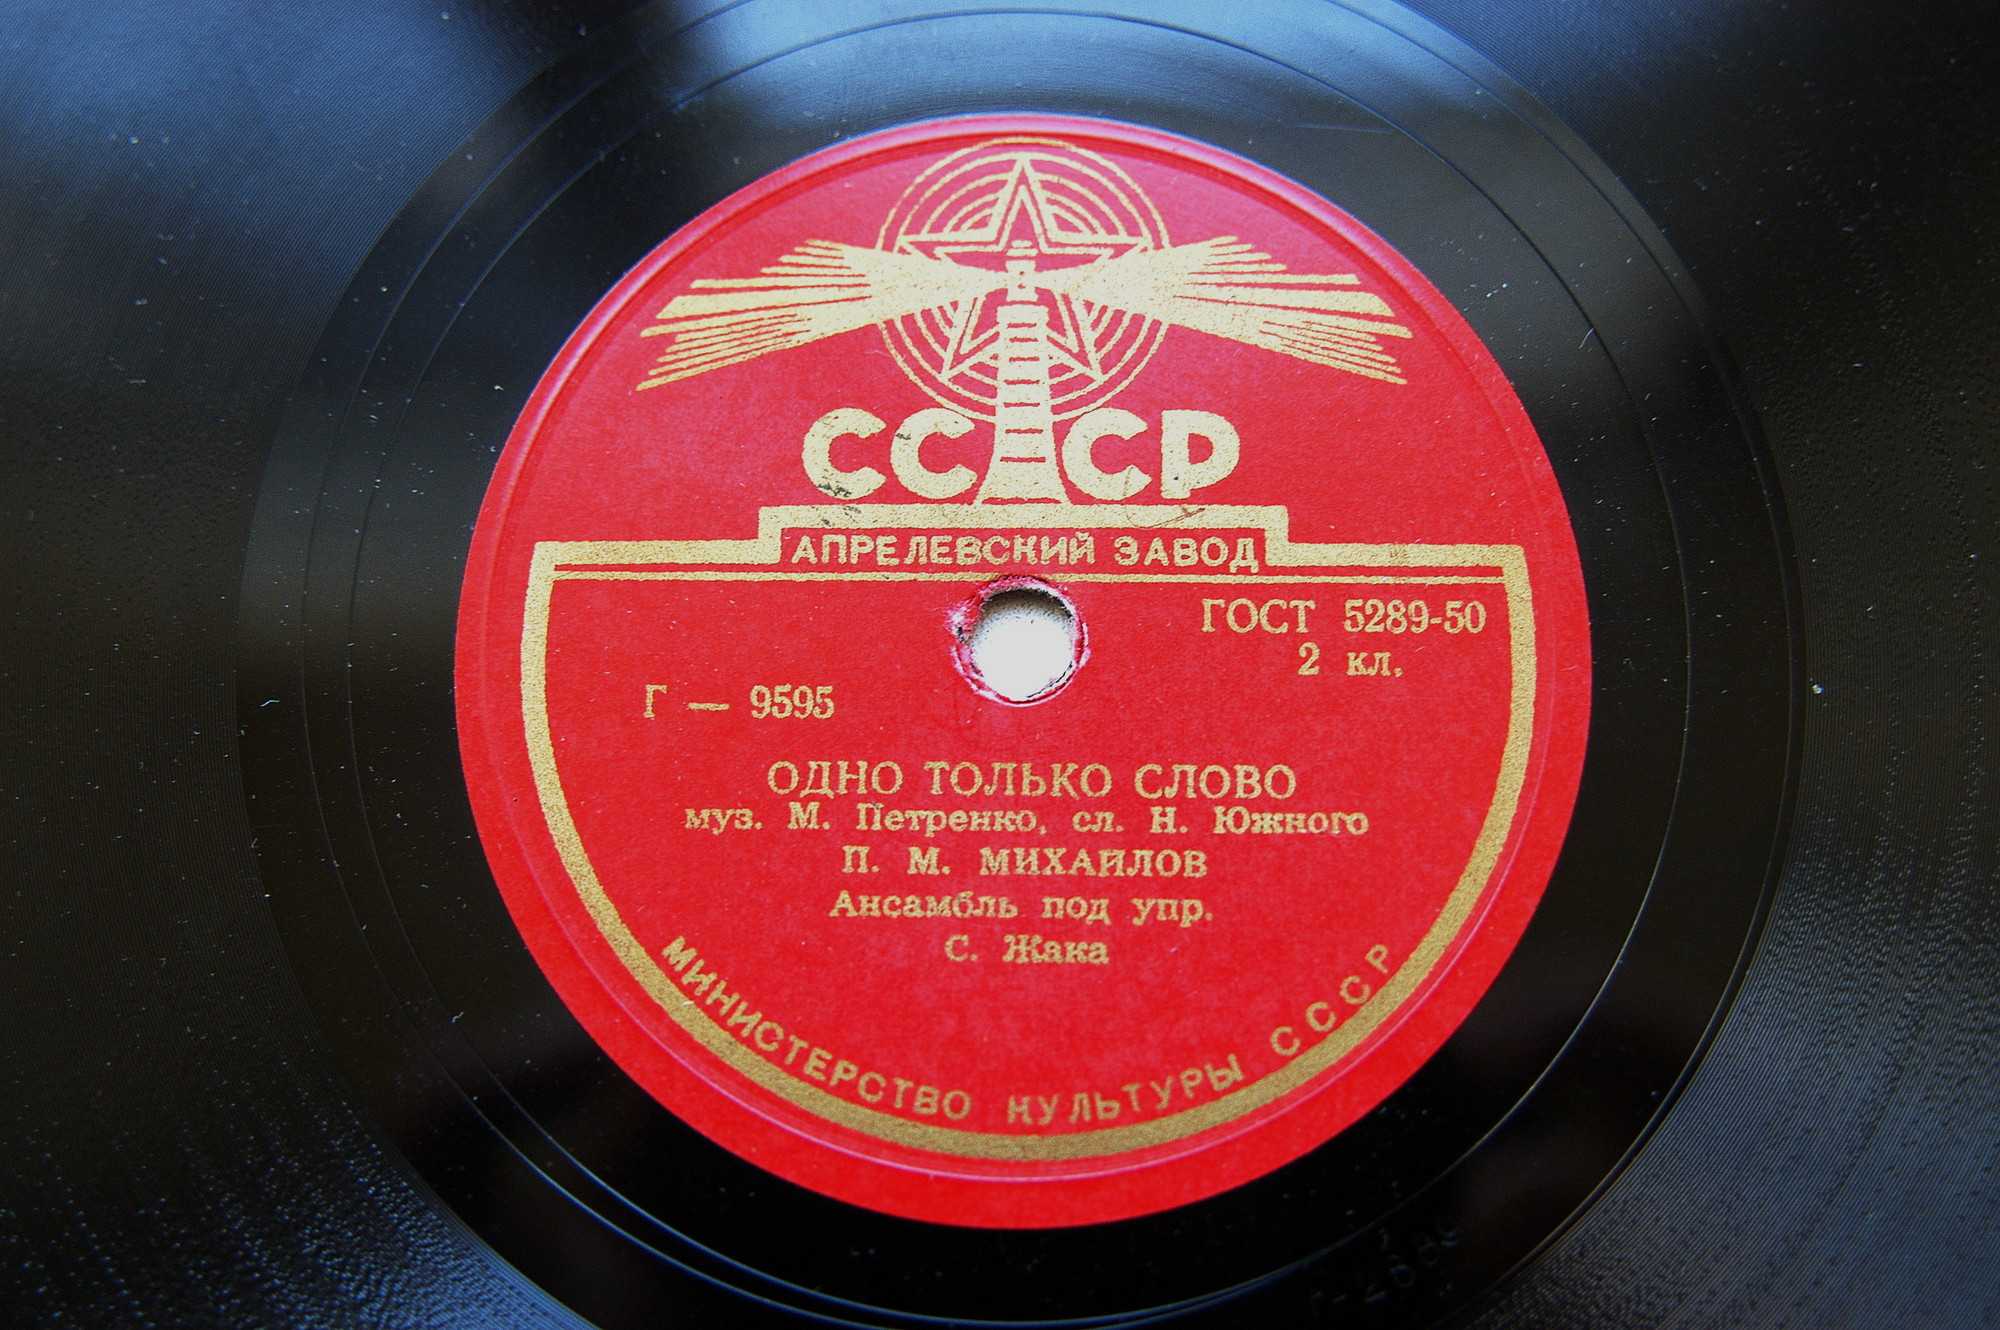 СССР
АПРЕЛЕВСКИЙ ЗАВОД
ГОСТ 5289-50
2 кл.
Г — 9595
ОДНО ТОЛЬКО СЛОВО
муз. М. Петренко, сл. Н. Южного
П. М. МИХАЙЛОВ
Ансамбль под упр.
С. Жака
МИНИСТЕРСТВО КУЛЬТУРЫ СССР